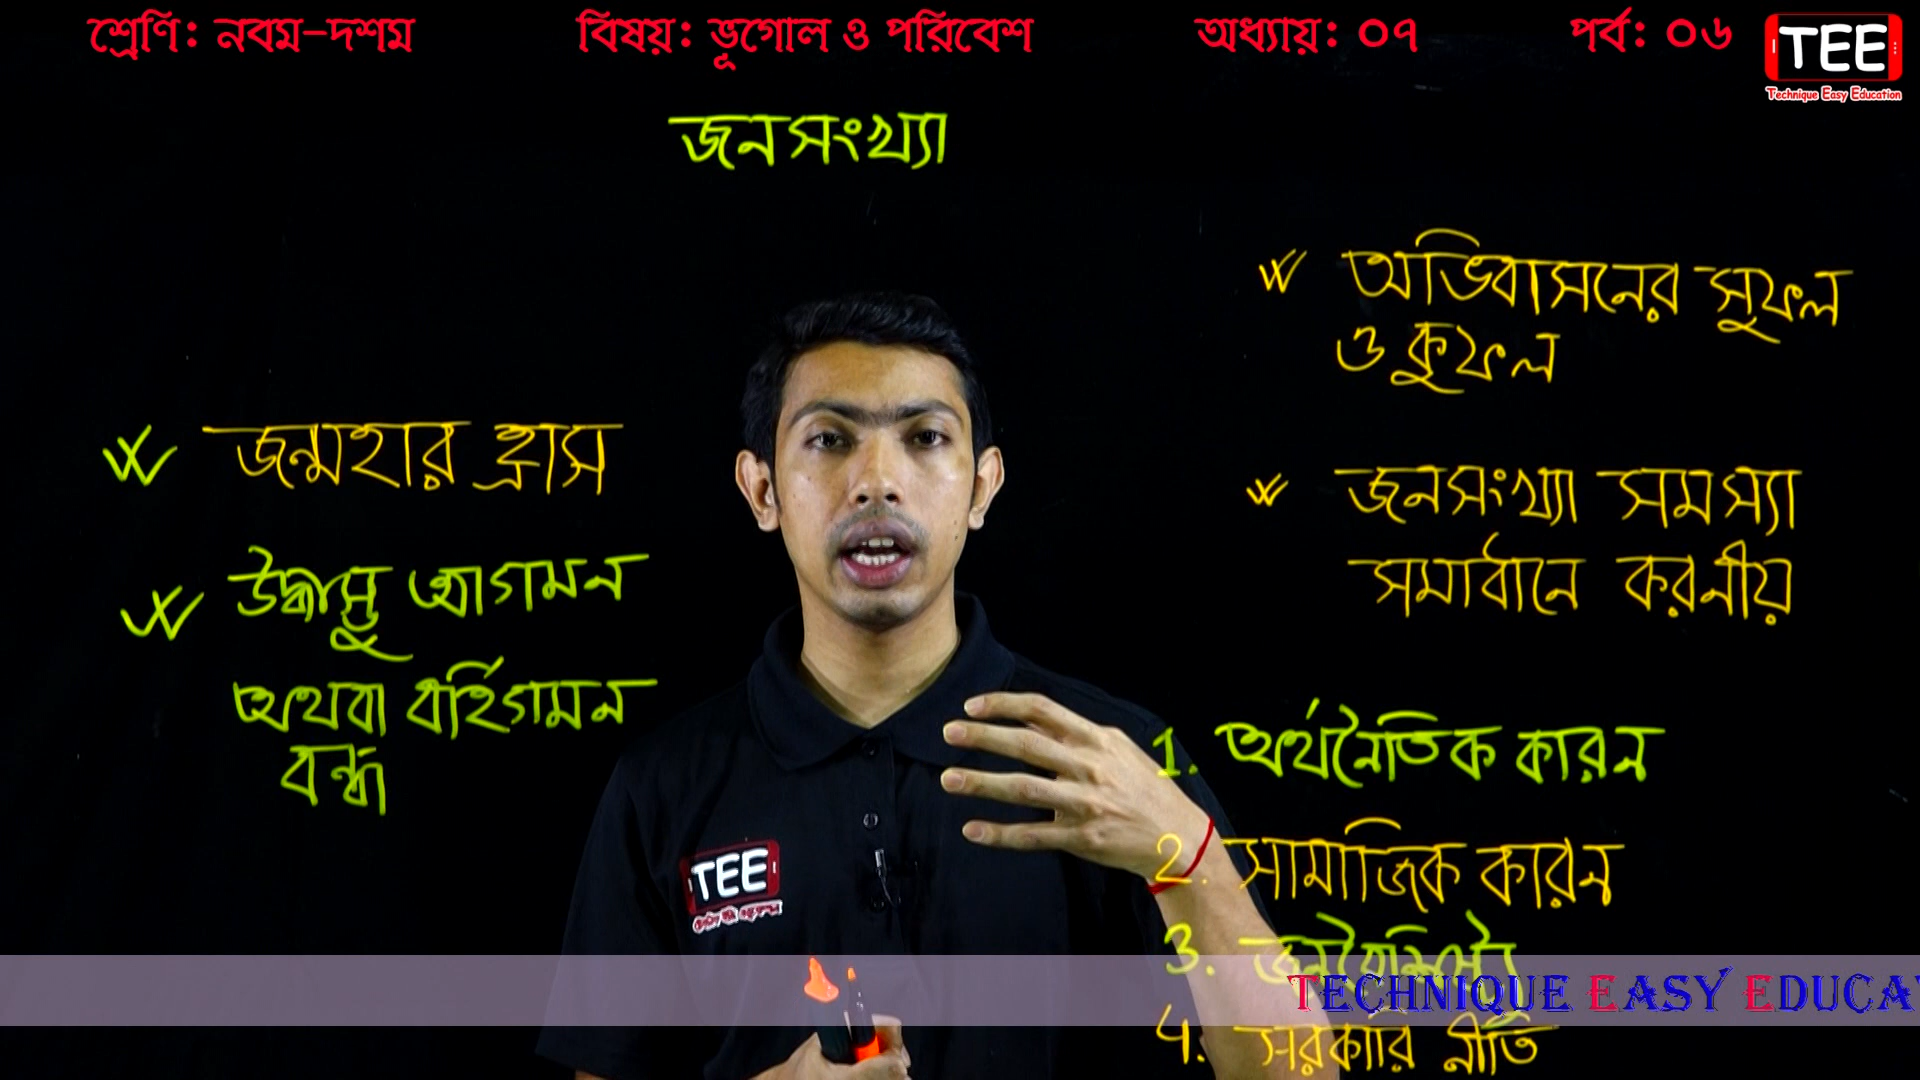 শ্রেণি: নবম-দশম
বিষয়: ভূগোল ও পরিবেশ
অধ্যায়: ০৭
পর্ব: ০৬
TEE
Technique Easy Education
জনসংখ্যা
অভিবাসনের সুফল
ও কুফল
জন্মহার হ্রাস
উদ্বাস্তু আগমন
অথবা বর্হিগমন
বন্ধ
জনসংখ্যা সমস্যা
সমাধানে করনীয়
1. অর্থনৈতিক কারন
2. সামাজিক কারন
3.
4. সরকারি নীতি
TEE
TECHNIQUE EASY EDUCA